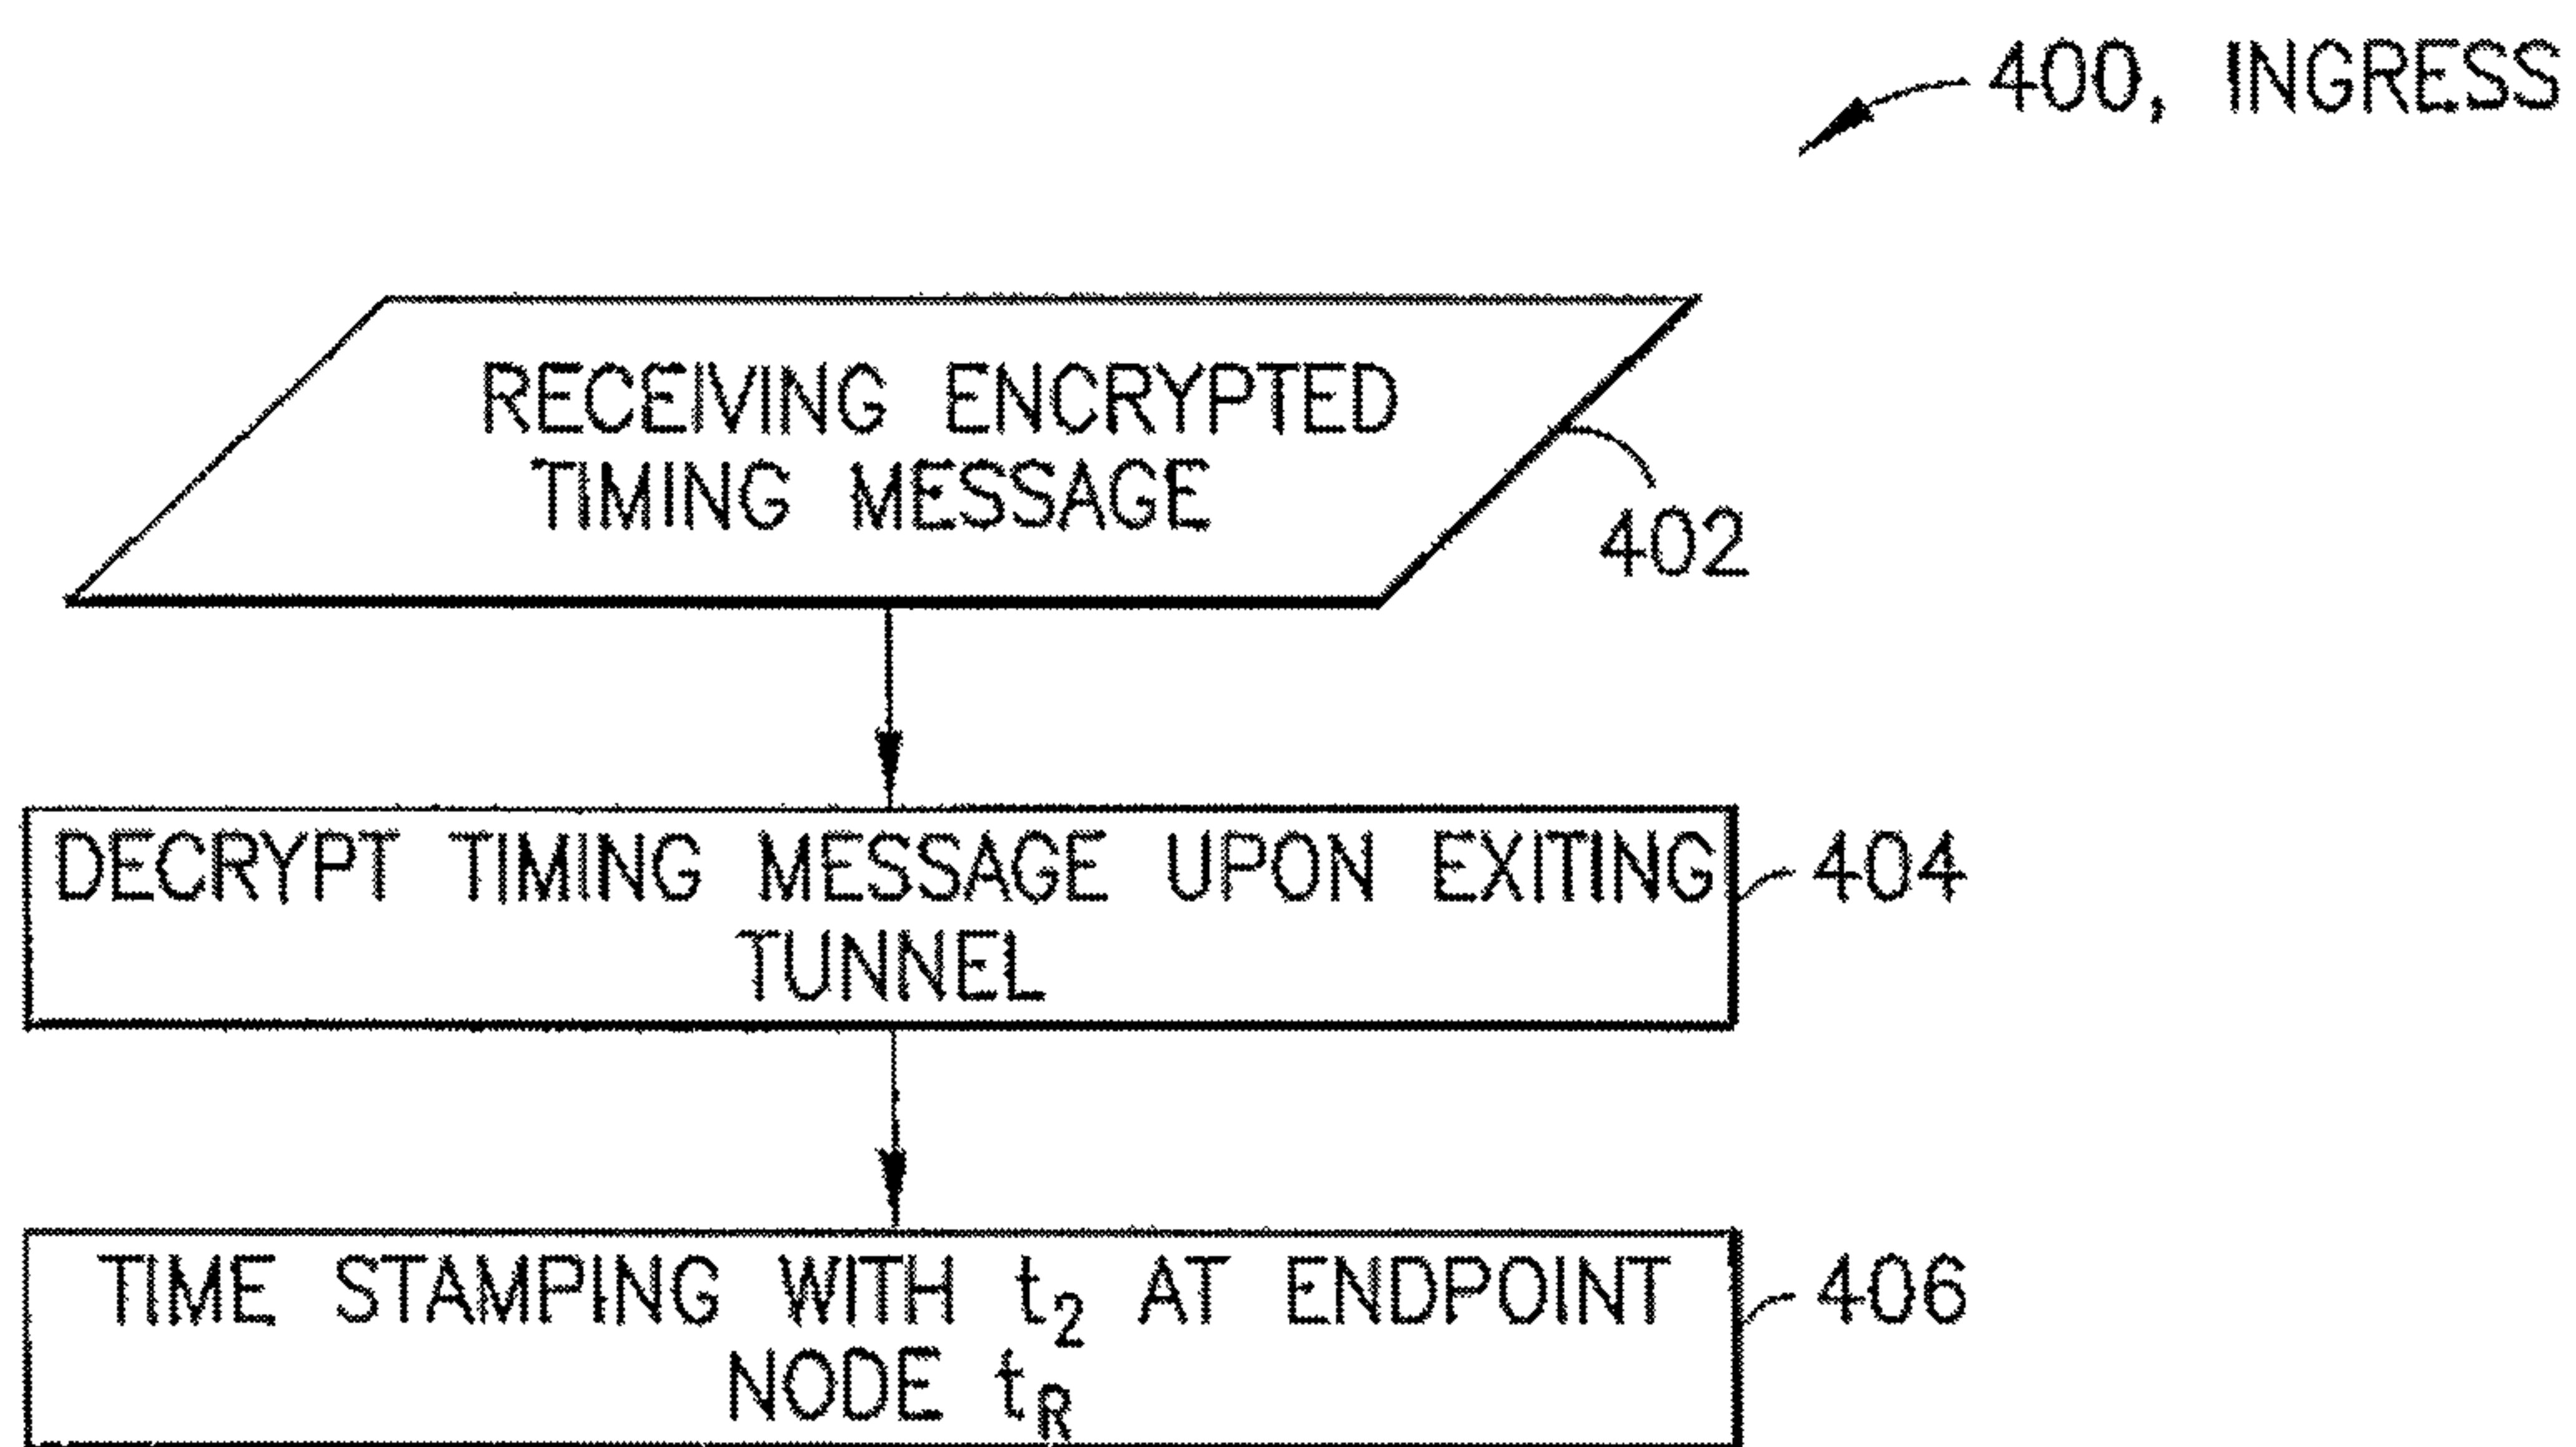 400, INGRESS
RECEIVING ENCRYPTED
TIMING MESSAGE
402
DECRYPT TIMING MESSAGE UPON EXITING
TUNNEL
404
TIME STAMPING WITH t₂ AT ENDPOINT
NODE t_R
406